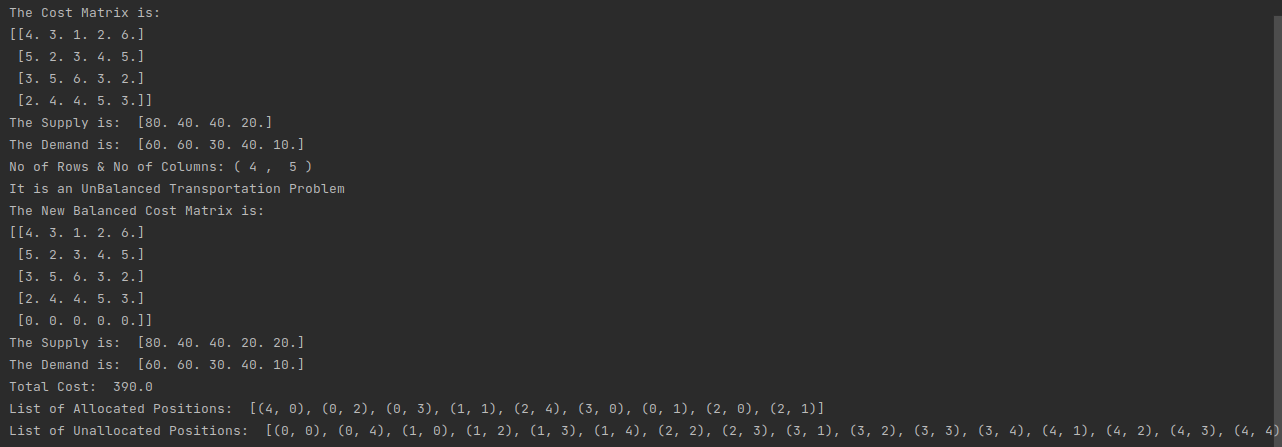 The Cost Matrix is:
[[4. 3. 1. 2. 6.]
 [5. 2. 3. 4. 5.]
 [3. 5. 6. 3. 2.]
 [2. 4. 4. 5. 3.]]
The Supply is:  [80. 40. 40. 20.]
The Demand is:  [60. 60. 30. 40. 10.]
No of Rows & No of Columns: ( 4 ,  5 )
It is an UnBalanced Transportation Problem
The New Balanced Cost Matrix is:
[[4. 3. 1. 2. 6.]
 [5. 2. 3. 4. 5.]
 [3. 5. 6. 3. 2.]
 [2. 4. 4. 5. 3.]
 [0. 0. 0. 0. 0.]]
The Supply is:  [80. 40. 40. 20. 20.]
The Demand is:  [60. 60. 30. 40. 10.]
Total Cost:  390.0
List of Allocated Positions:  [(4, 0), (0, 2), (0, 3), (1, 1), (2, 4), (3, 0), (0, 1), (2, 0), (2, 1)]
List of Unallocated Positions:  [(0, 0), (0, 4), (1, 0), (1, 2), (1, 3), (1, 4), (2, 2), (2, 3), (3, 1), (3, 2), (3, 3), (3, 4), (4, 1), (4, 2), (4, 3), (4, 4)